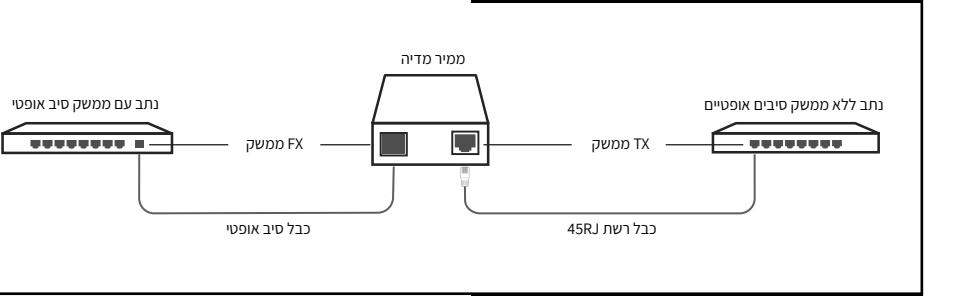 ממיר מדיה
נתב ללא ממשק סיבים אופטיים
נתב עם ממשק סיב אופטי
ממשק TX
ממשק FX
כבל רשת 45RJ
כבל סיב אופטי